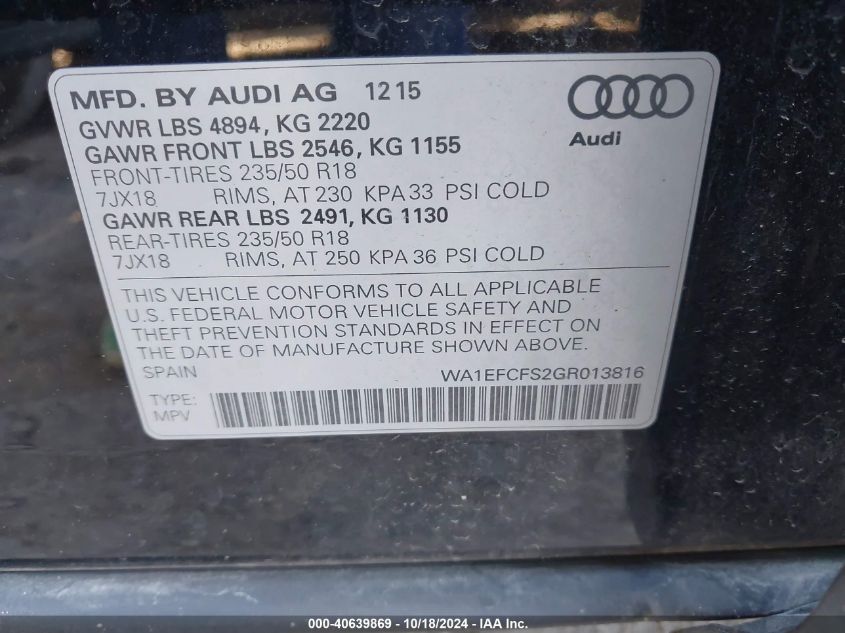 MFD. BY AUDI AG 12 15
GVWR LBS 4894, KG 2220
GAWR FRONT LBS 2546, KG 1155
FRONT-TIRES 235/50 R18
7JX18 RIMS, AT 230 KPA 33 PSI COLD
GAWR REAR LBS 2491, KG 1130
REAR-TIRES 235/50 R18
7JX18 RIMS, AT 250 KPA 36 PSI COLD
Audi
THIS VEHICLE CONFORMS TO ALL APPLICABLE
U.S. FEDERAL MOTOR VEHICLE SAFETY AND
THEFT PREVENTION STANDARDS IN EFFECT ON
THE DATE OF MANUFACTURE SHOWN ABOVE.
SPAIN WA1EFCFS2GR013816
TYPE:
MPV
000-40639869 - 10/18/2024 - IAA Inc.